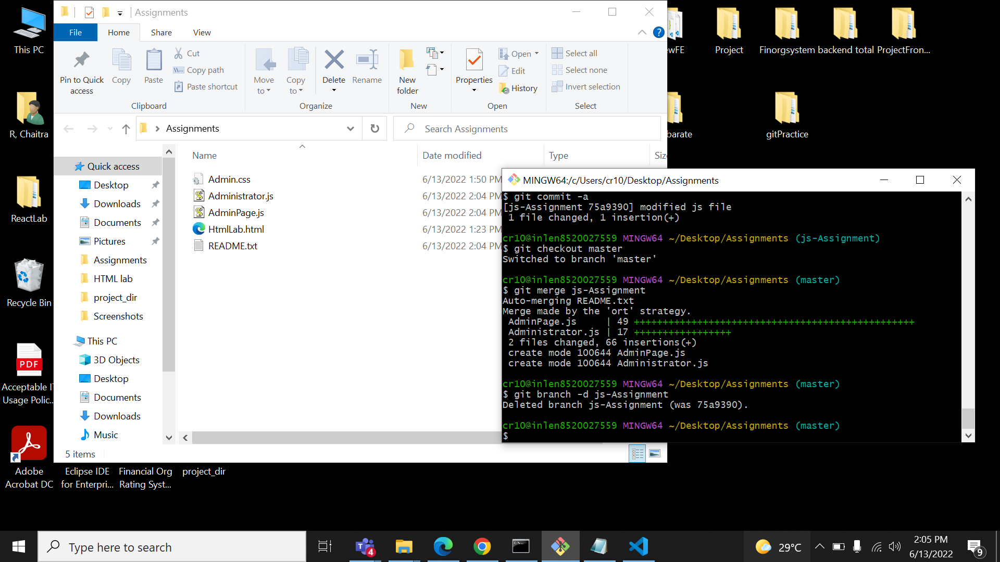 This PC
R, Chaitra
ReactLab
Recycle Bin
PDF
Acceptable
Usage Polic...
Adobe
Acrobat DC
Eclipse IDE
for Enterpri...
Financial Org
Rating Syst...
project_dir
Assignments
File
Home
Share
View
Pin to Quick
access
Copy
Paste
Cut
Copy path
Paste shortcut
Clipboard
Move
to
Copy
to
Delete
Rename
Organize
New
folder
New
Properties
Open
Edit
History
Open
Select all
Select none
Invert selection
Select
Assignments
Search Assignments
Quick access
Desktop
Downloads
Documents
Pictures
Assignments
HTML lab
project_dir
Screenshots
This PC
3D Objects
Desktop
Documents
Downloads
Music
Name Date modified Type Siz
Admin.css 6/13/2022 1:50 PM
Administrator.js 6/13/2022 2:04 PM
AdminPage.js 6/13/2022 2:04 PM
HtmlLab.html 6/13/2022 1:23 PM
README.txt 6/13/2022 2:04 PM
5 items
wFE
Project
Finorgsystem
backend total
ProjectFron...
barate
gitPractice
MINGW64:/c/Users/cr10/Desktop/Assignments
$ git commit -a
[js-Assignment 75a9390] modified js file
1 file changed, 1 insertion(+)
cr10@inlen8520027559 MINGW64 ~/Desktop/Assignments (js-Assignment)
$ git checkout master
Switched to branch 'master'
cr10@inlen8520027559 MINGW64 ~/Desktop/Assignments (master)
$ git merge js-Assignment
Auto-merging README.txt
Merge made by the 'ort' strategy.
AdminPage.js | 49 +++++++++++++++++++++++++++++++++++++++++++++++++
Administrator.js | 17 +++++++++++++++++
2 files changed, 66 insertions(+)
create mode 100644 AdminPage.js
create mode 100644 Administrator.js
cr10@inlen8520027559 MINGW64 ~/Desktop/Assignments (master)
$ git branch -d js-Assignment
Deleted branch js-Assignment (was 75a9390).
cr10@inlen8520027559 MINGW64 ~/Desktop/Assignments (master)
$
Type here to search
4
29°C
2:05 PM
6/13/2022
9